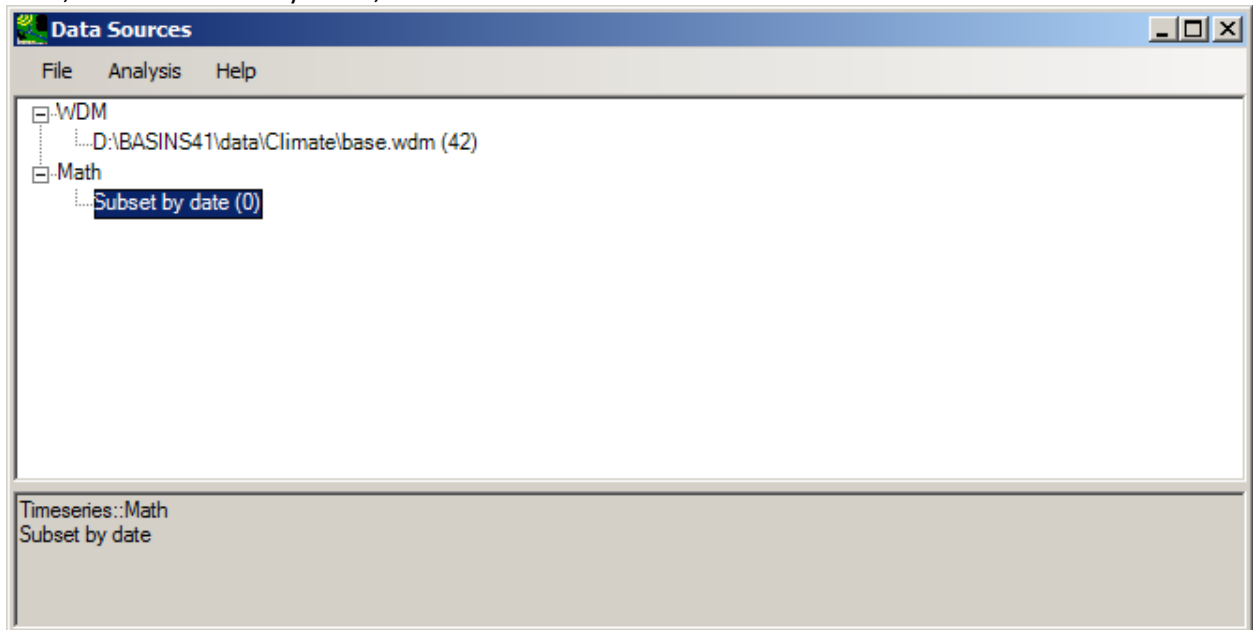 Data Sources
File Analysis Help
WDM
D:\BASINS41\data\Climate\base.wdm (42)
Math
Subset by date (0)
Timeseries::Math
Subset by date